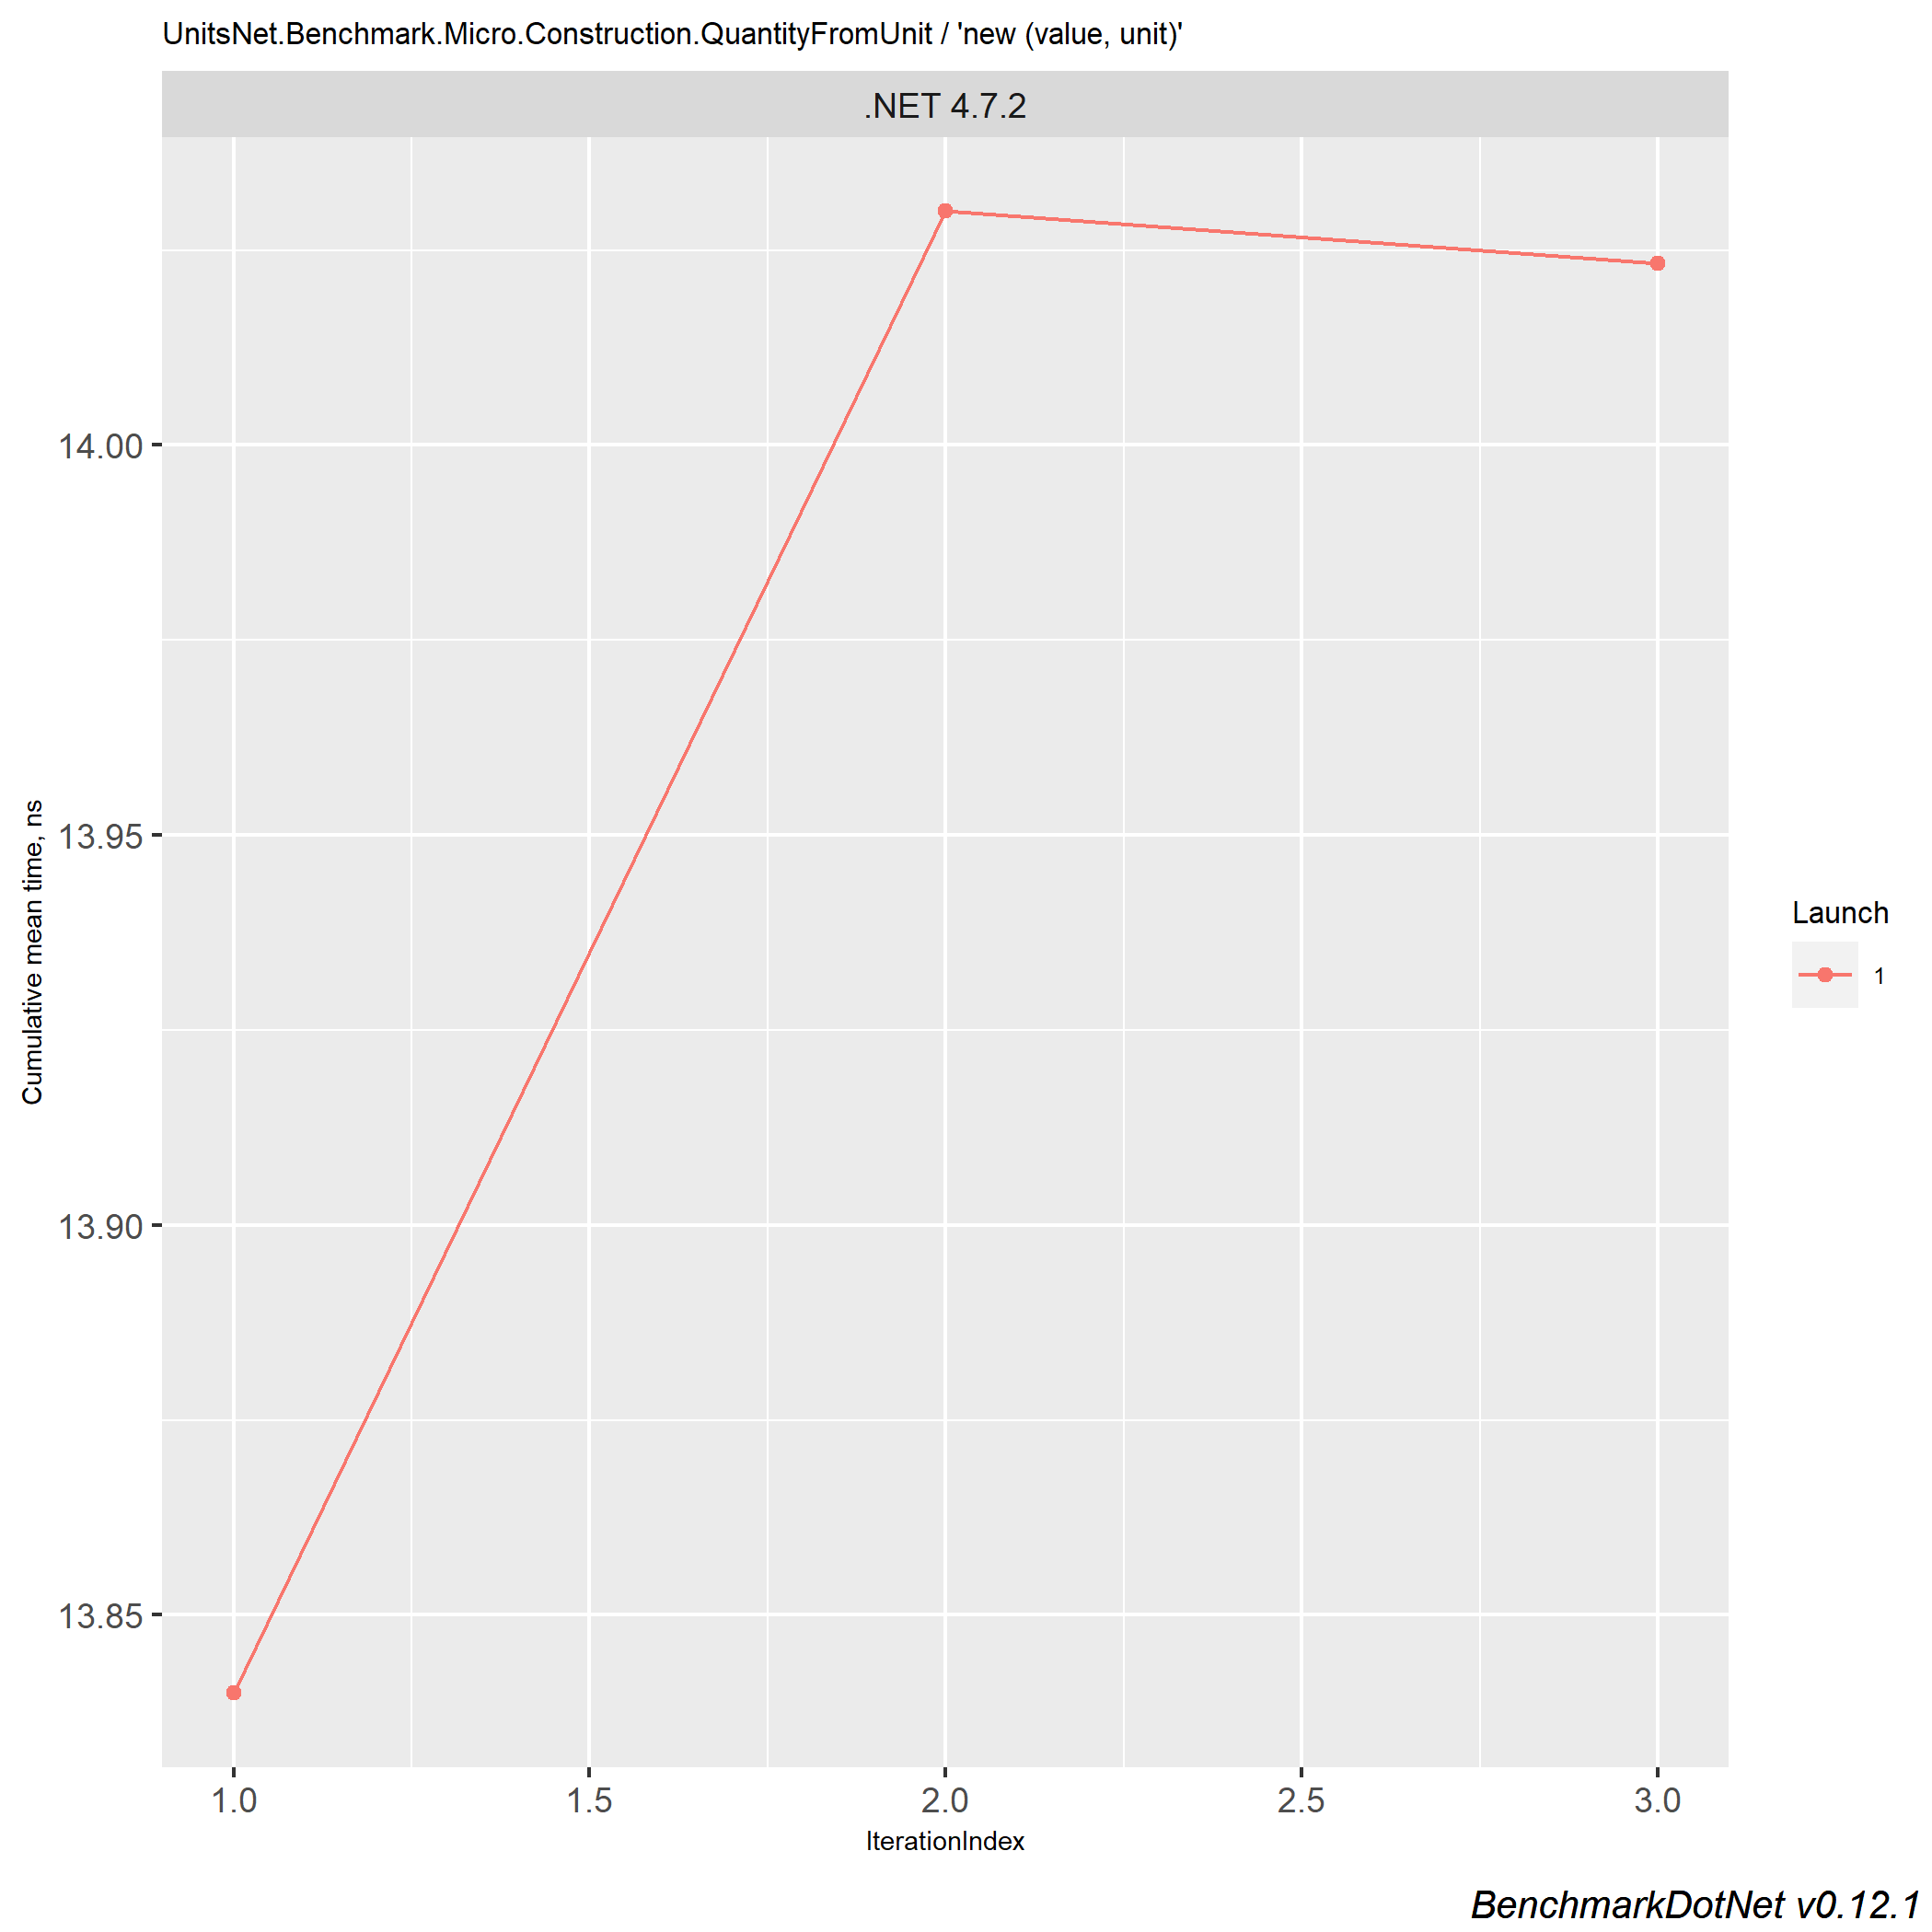 UnitsNet.Benchmark.Micro.Construction.QuantityFromUnit / 'new (value, unit)'
.NET 4.7.2
14.00
13.95
13.90
13.85
Cumulative mean time, ns
1.0
1.5
2.0
2.5
3.0
IterationIndex
Launch
1
BenchmarkDotNet v0.12.1